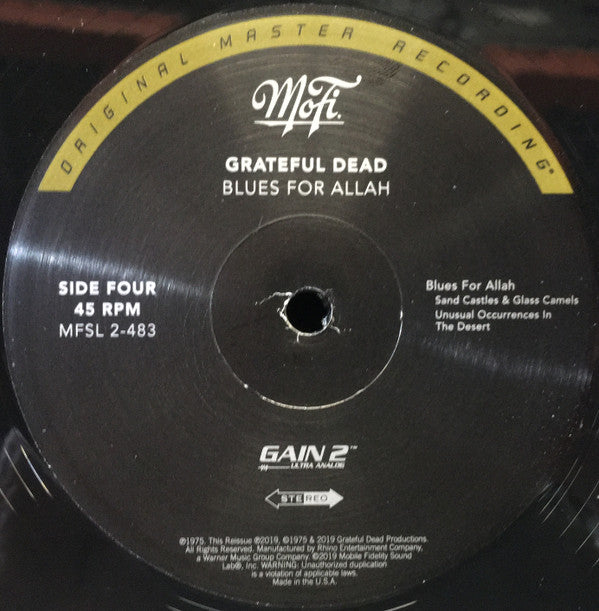 ORIGINAL MASTER RECORDING®
MoFi.
GRATEFUL DEAD
BLUES FOR ALLAH
SIDE FOUR
45 RPM
MFSL 2-483
Blues For Allah
Sand Castles & Glass Camels
Unusual Occurrences In
The Desert
GAIN 2™
ULTRA ANALOG
STEREO
℗1975. This Reissue ℗2019, ©1975 & 2019 Grateful Dead Productions.
All Rights Reserved. Manufactured by Rhino Entertainment Company,
a Warner Music Group Company. ©2019 Mobile Fidelity Sound
Lab®, Inc. WARNING: Unauthorized duplication
is a violation of applicable laws.
Made in the U.S.A.